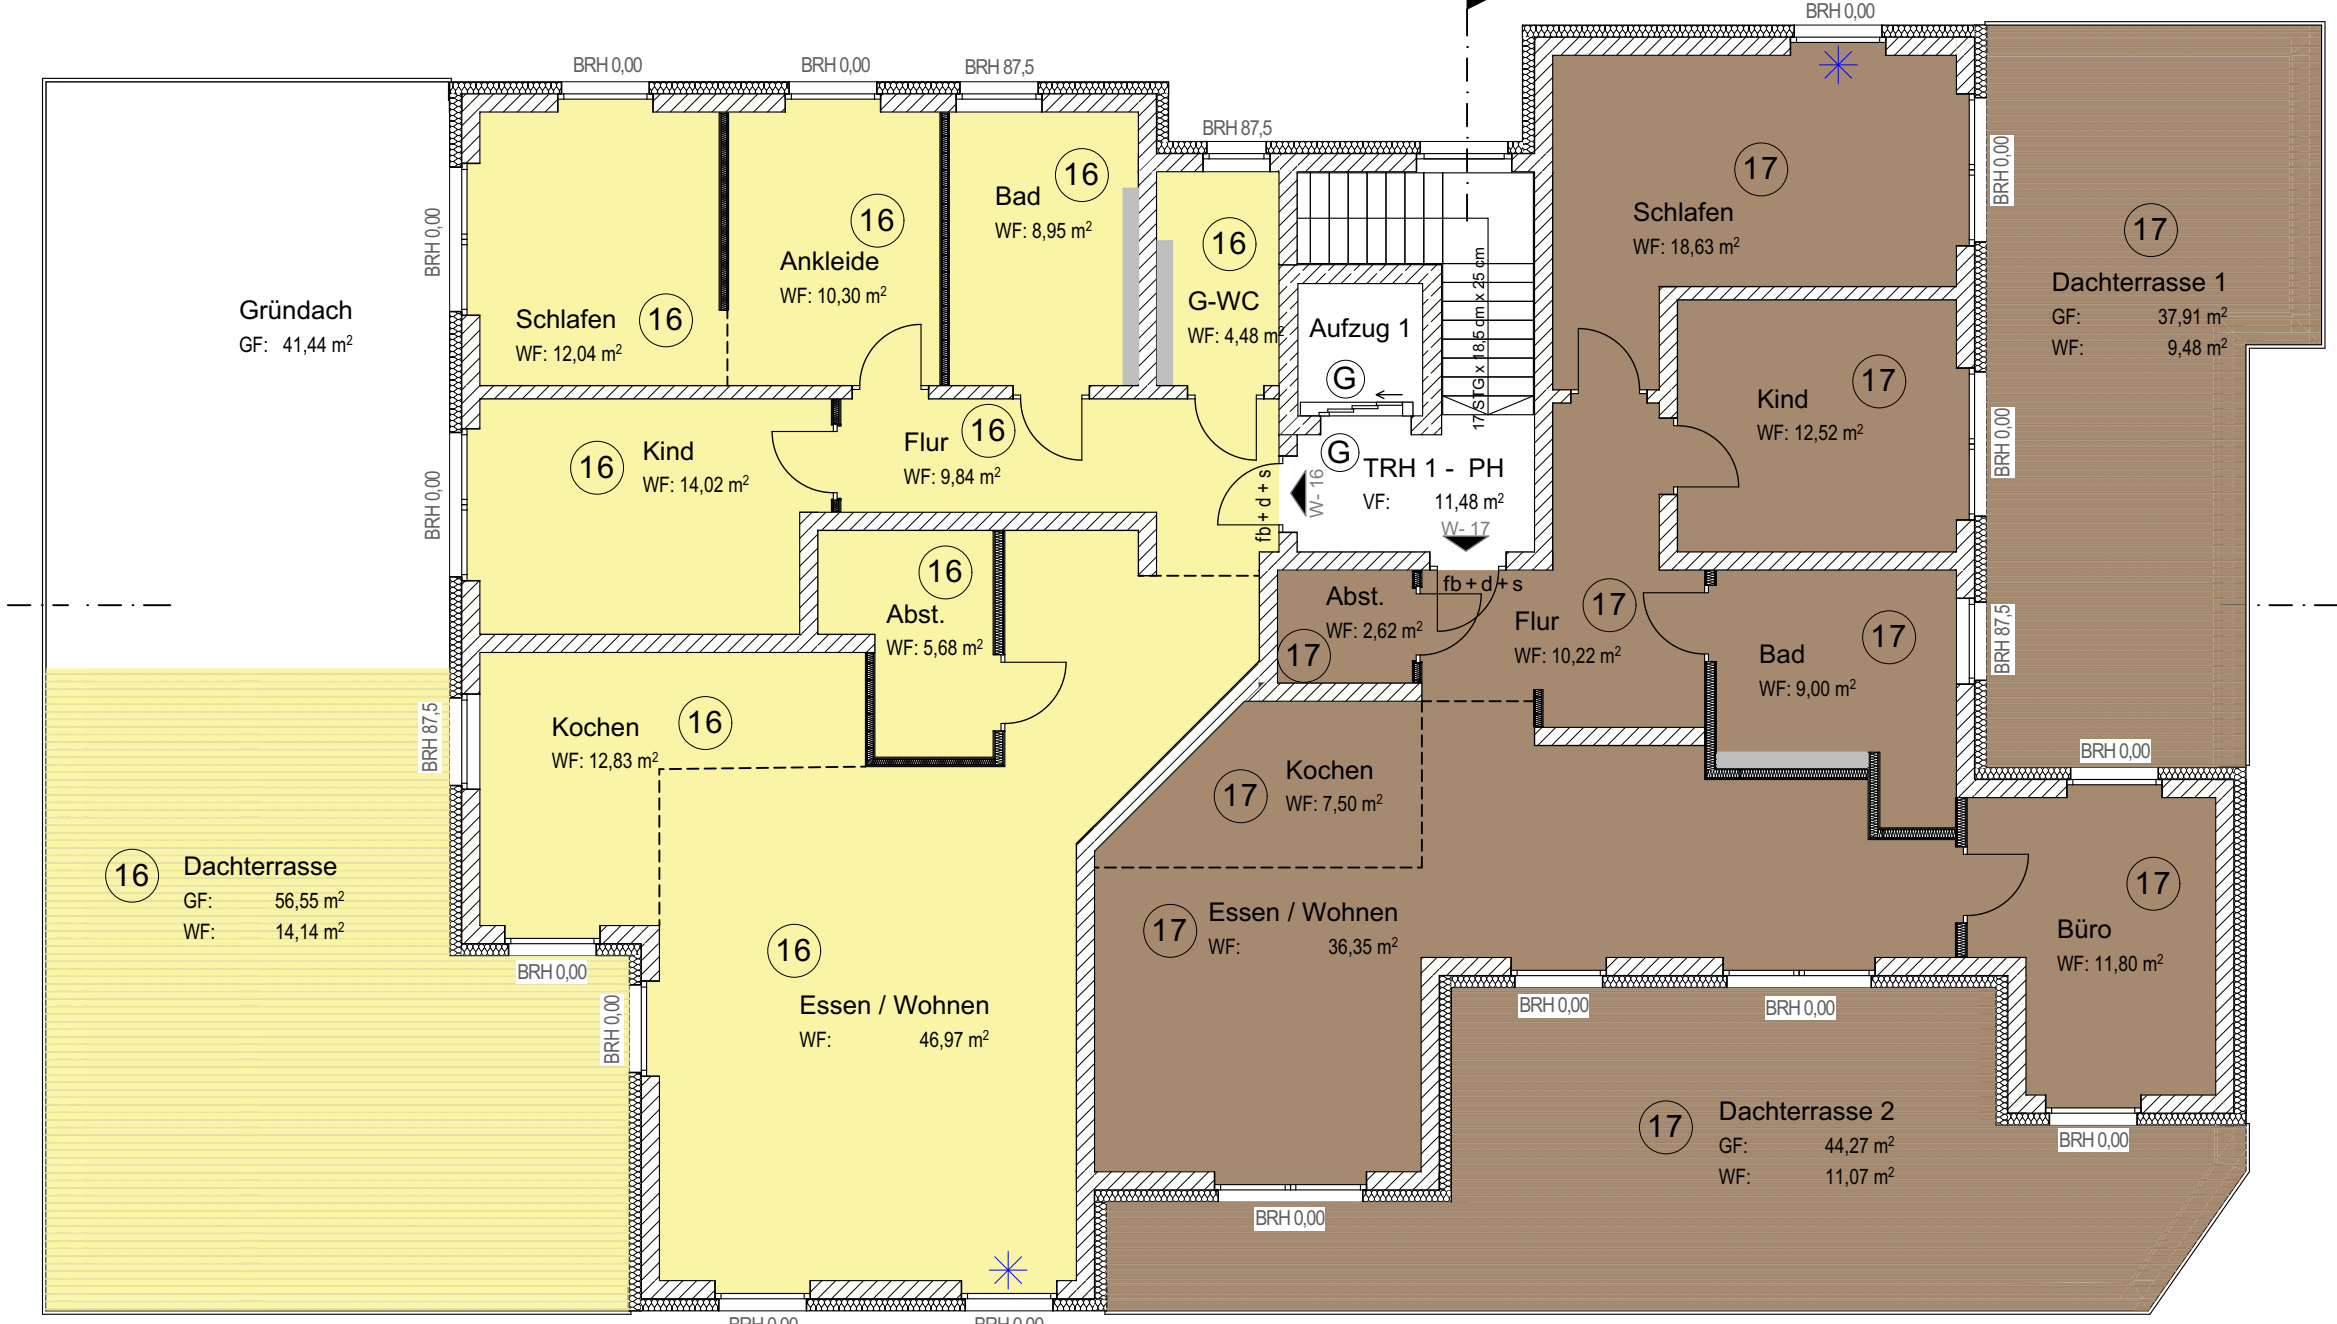 BRH 0,00
BRH 0,00
BRH 0,00
BRH 87,5
BRH 87,5
Gründach
GF: 41,44 m²
BRH 0,00
BRH 0,00
BRH 87,5
16
Schlafen
WF: 12,04 m²
16
Ankleide
WF: 10,30 m²
16
Bad
WF: 8,95 m²
16
G-WC
WF: 4,48 m²
Aufzug 1
G
17 STG x 18,5 cm x 25 cm
G
TRH 1 - PH
VF: 11,48 m²
W- 16
W- 17
fb + d + s
fb + d + s
16
Kind
WF: 14,02 m²
16
Flur
WF: 9,84 m²
16
Abst.
WF: 5,68 m²
16
Kochen
WF: 12,83 m²
16
Dachterrasse
GF: 56,55 m²
WF: 14,14 m²
BRH 0,00
BRH 0,00
16
Essen / Wohnen
WF: 46,97 m²
BRH 0,00
BRH 0,00
17
Schlafen
WF: 18,63 m²
BRH 0,00
17
Dachterrasse 1
GF: 37,91 m²
WF: 9,48 m²
17
Kind
WF: 12,52 m²
BRH 0,00
Abst.
WF: 2,62 m²
17
17
Flur
WF: 10,22 m²
17
Bad
WF: 9,00 m²
BRH 87,5
BRH 0,00
17
Kochen
WF: 7,50 m²
17
Essen / Wohnen
WF: 36,35 m²
17
Büro
WF: 11,80 m²
BRH 0,00
BRH 0,00
BRH 0,00
17
Dachterrasse 2
GF: 44,27 m²
WF: 11,07 m²
BRH 0,00